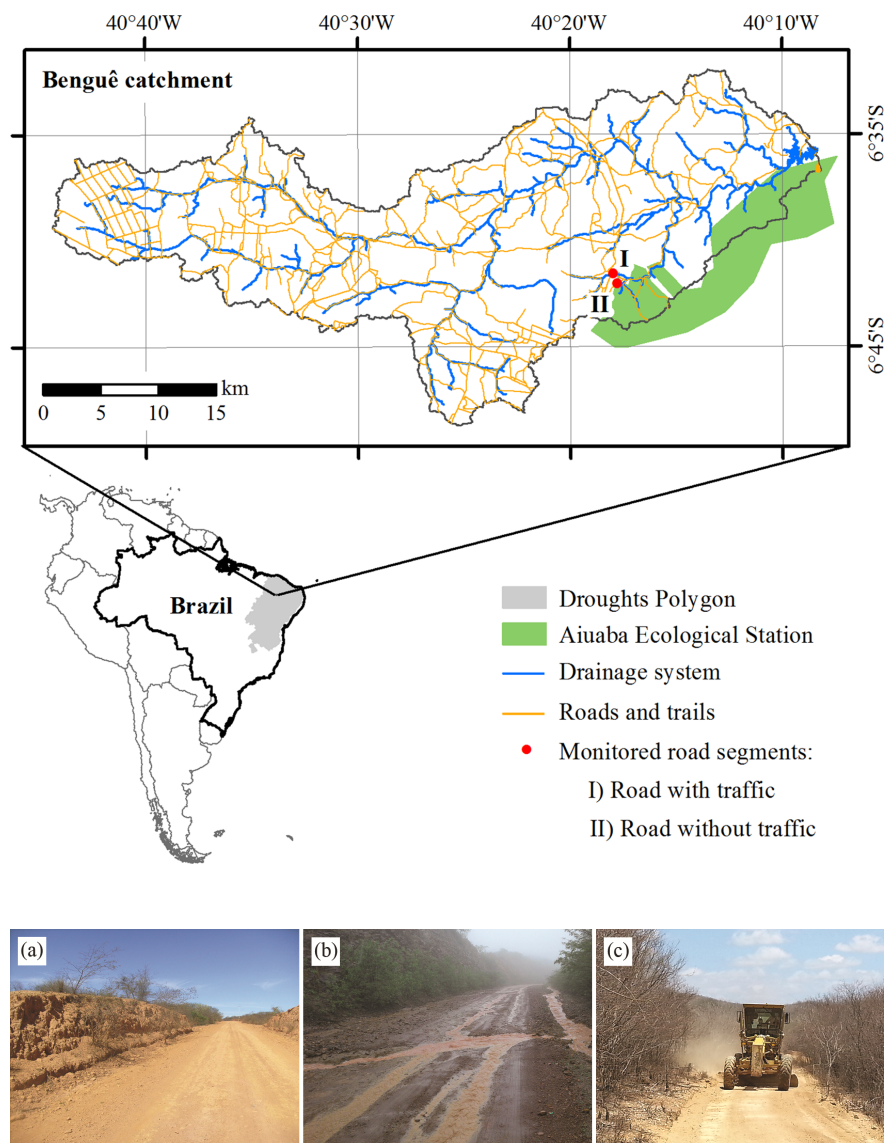 40°40'W 40°30'W 40°20'W 40°10'W
Benguê catchment
6°35'S
I
II
6°45'S
km
0 5 10 15
Brazil
Droughts Polygon
Aiuaba Ecological Station
Drainage system
Roads and trails
Monitored road segments:
I) Road with traffic
II) Road without traffic
(a) (b) (c)